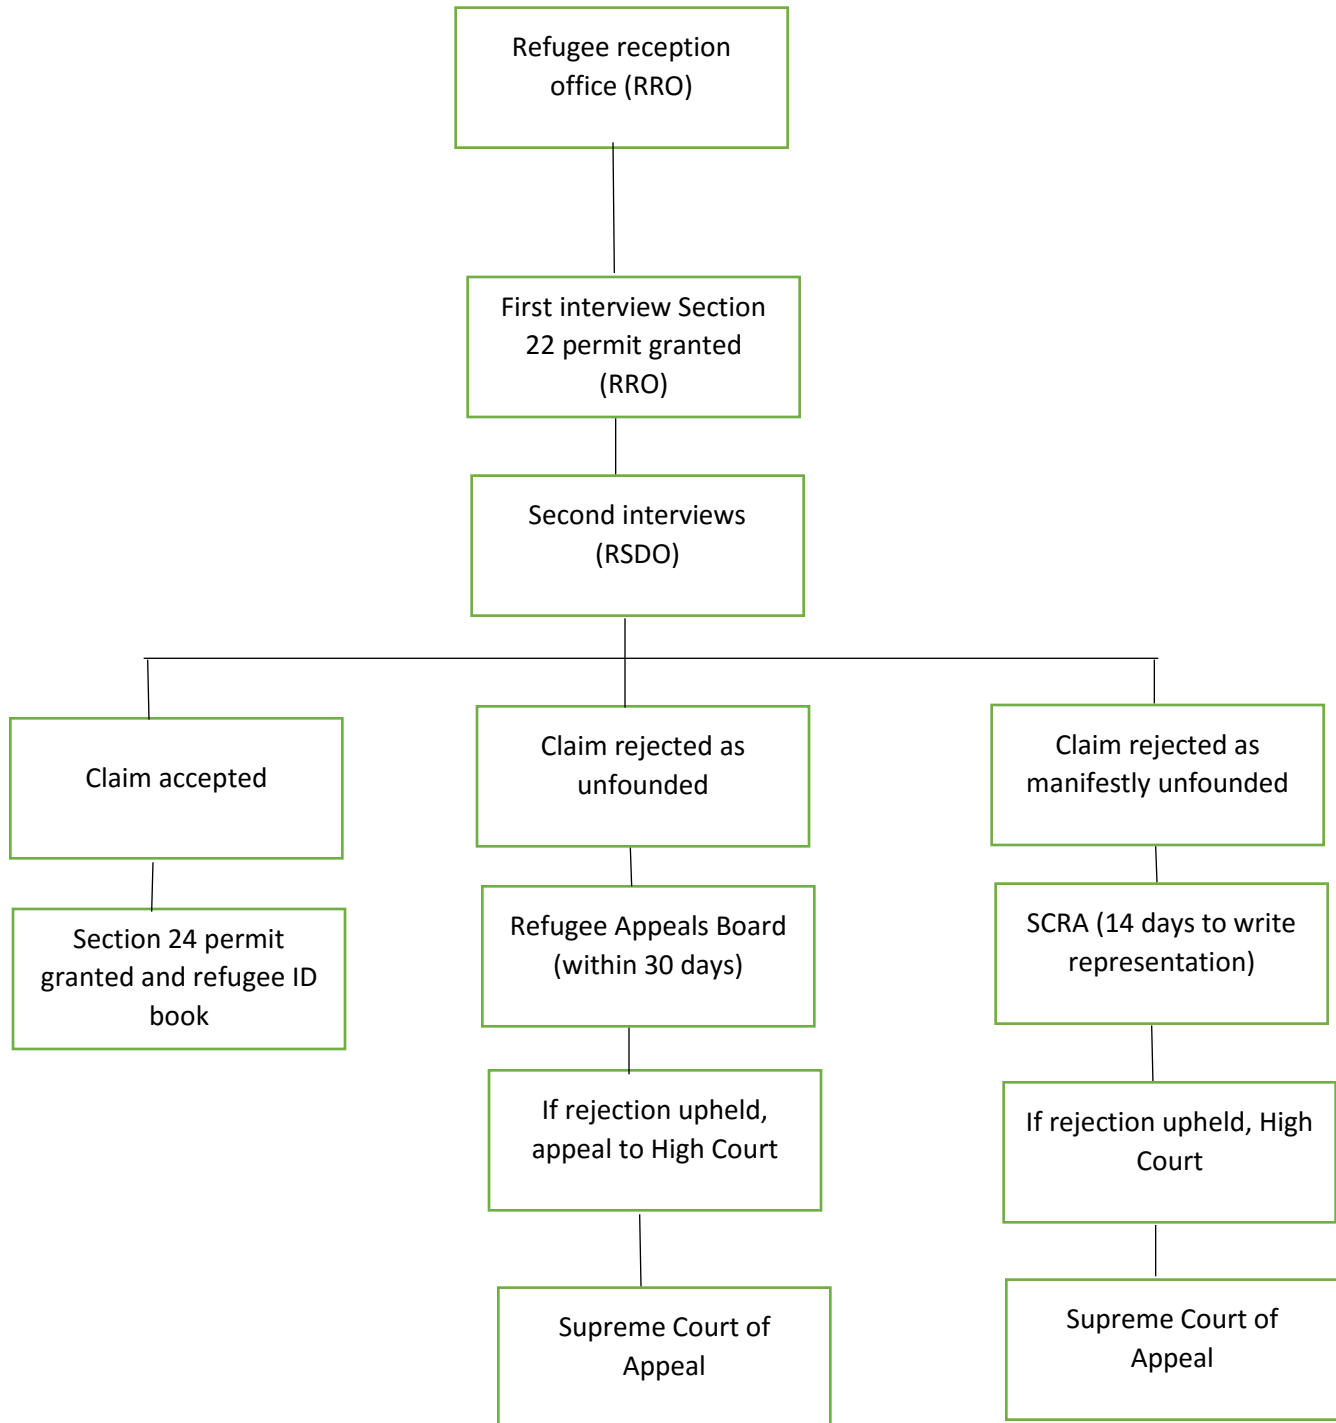 Refugee reception
office (RRO)
First interview Section
22 permit granted
(RRO)
Second interviews
(RSDO)
Claim accepted
Claim rejected as
unfounded
Claim rejected as
manifestly unfounded
Section 24 permit
granted and refugee ID
book
Refugee Appeals Board
(within 30 days)
SCRA (14 days to write
representation)
If rejection upheld,
appeal to High Court
If rejection upheld, High
Court
Supreme Court of
Appeal
Supreme Court of
Appeal